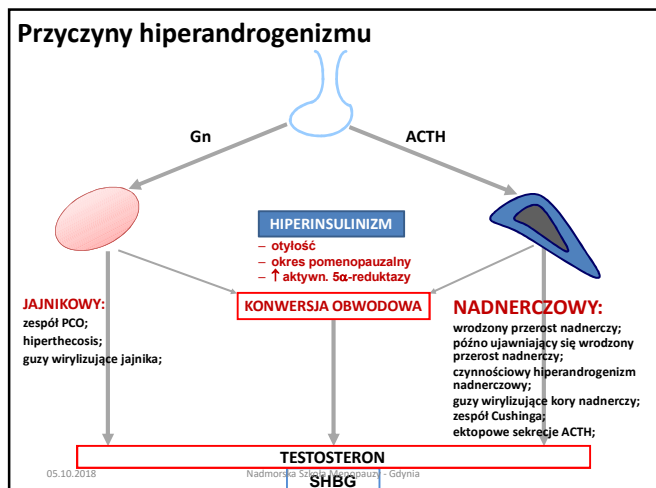 Przyczyny hiperandrogenizmu
Gn
ACTH
HIPERINSULINIZM
– otyłość
– okres pomenopauzalny
– ↑ aktywn. 5α-reduktazy
KONWERSJA OBWODOWA
JAJNIKOWY:
zespół PCO;
hiperthecosis;
guzy wirylizujące jajnika;
NADNERCZOWY:
wrodzony przerost nadnerczy;
późno ujawniający się wrodzony
przerost nadnerczy;
czynnościowy hiperandrogenizm
nadnerczowy;
guzy wirylizujące kory nadnerczy;
zespół Cushinga;
ektopowe sekrecje ACTH;
TESTOSTERON
05.10.2018
Nadmorska Szkoła Menopauzy - Gdynia
SHBG